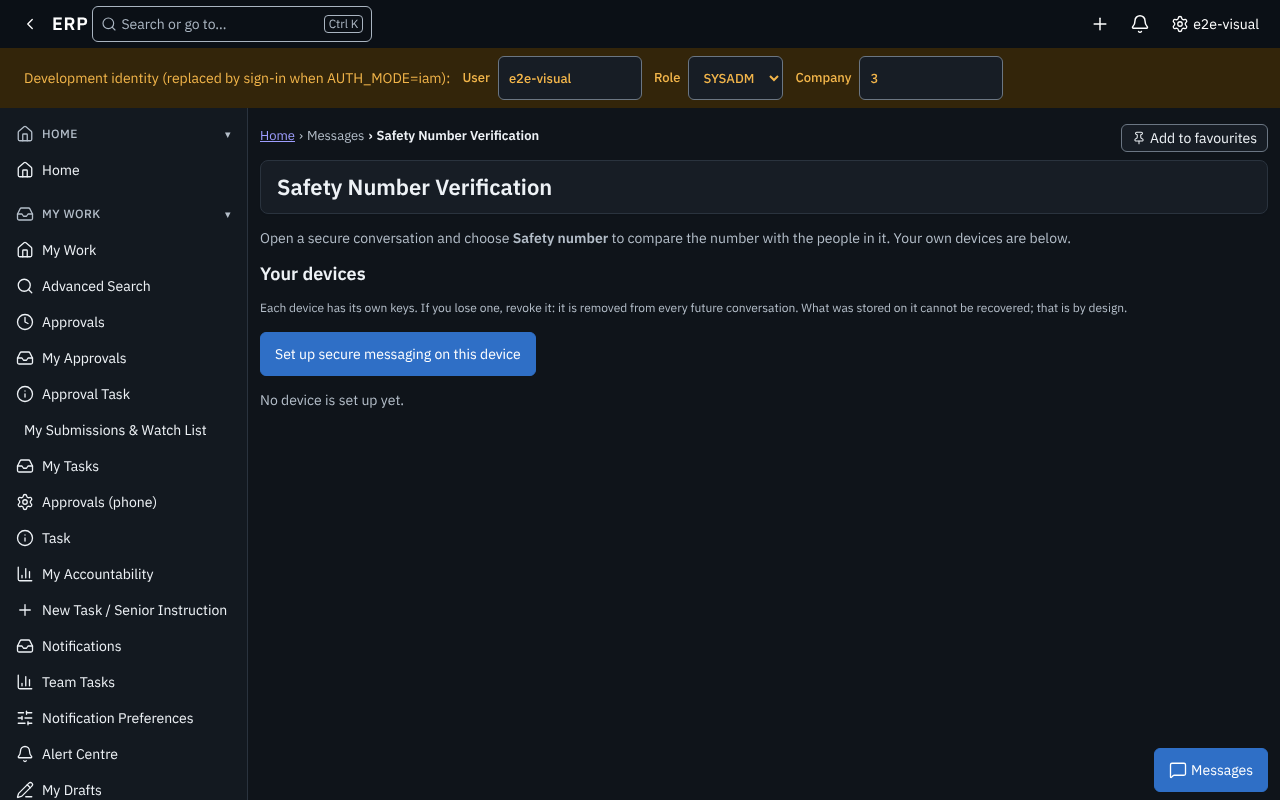 ERP
Search or go to...
Ctrl K
e2e-visual
Development identity (replaced by sign-in when AUTH_MODE=iam):
User
e2e-visual
Role
SYSADM
Company
3
HOME
Home
MY WORK
My Work
Advanced Search
Approvals
My Approvals
Approval Task
My Submissions & Watch List
My Tasks
Approvals (phone)
Task
My Accountability
New Task / Senior Instruction
Notifications
Team Tasks
Notification Preferences
Alert Centre
My Drafts
Home › Messages › Safety Number Verification
Add to favourites
Safety Number Verification
Open a secure conversation and choose Safety number to compare the number with the people in it. Your own devices are below.
Your devices
Each device has its own keys. If you lose one, revoke it: it is removed from every future conversation. What was stored on it cannot be recovered; that is by design.
Set up secure messaging on this device
No device is set up yet.
Messages